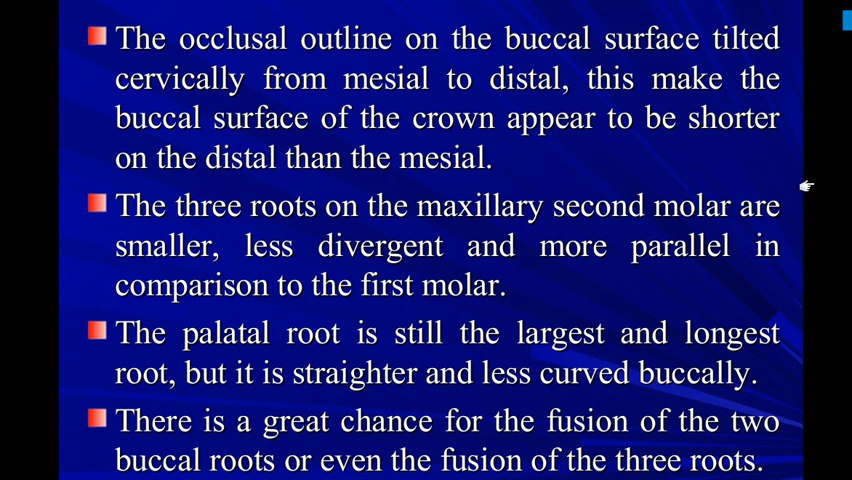 The occlusal outline on the buccal surface tilted
cervically from mesial to distal, this make the
buccal surface of the crown appear to be shorter
on the distal than the mesial.
The three roots on the maxillary second molar are
smaller, less divergent and more parallel in
comparison to the first molar.
The palatal root is still the largest and longest
root, but it is straighter and less curved buccally.
There is a great chance for the fusion of the two
buccal roots or even the fusion of the three roots.